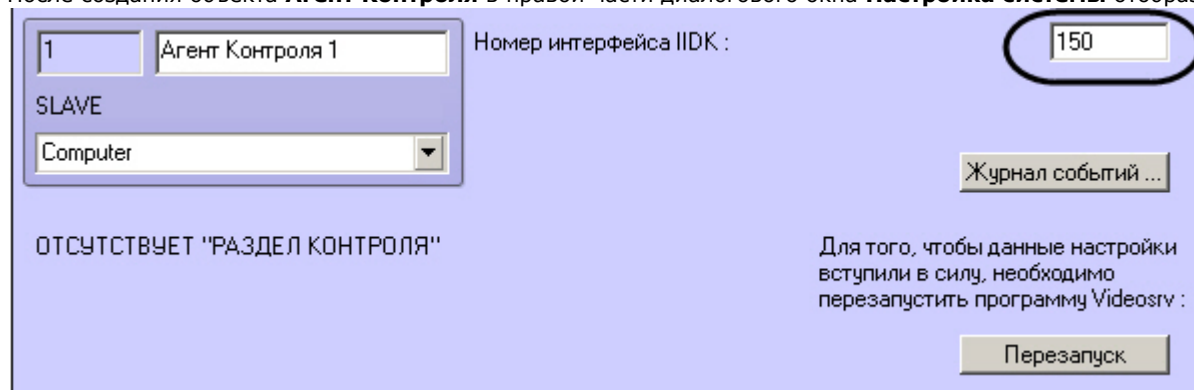 После создания объекта Агент Контроля в правой части диалогового окна Настройка системы отобраз
1
Агент Контроля 1
Номер интерфейса IIDK :
150
SLAVE
Computer
Журнал событий ...
ОТСУТСТВУЕТ "РАЗДЕЛ КОНТРОЛЯ"
Для того, чтобы данные настройки
вступили в силу, необходимо
перезапустить программу Videosrv :
Перезапуск